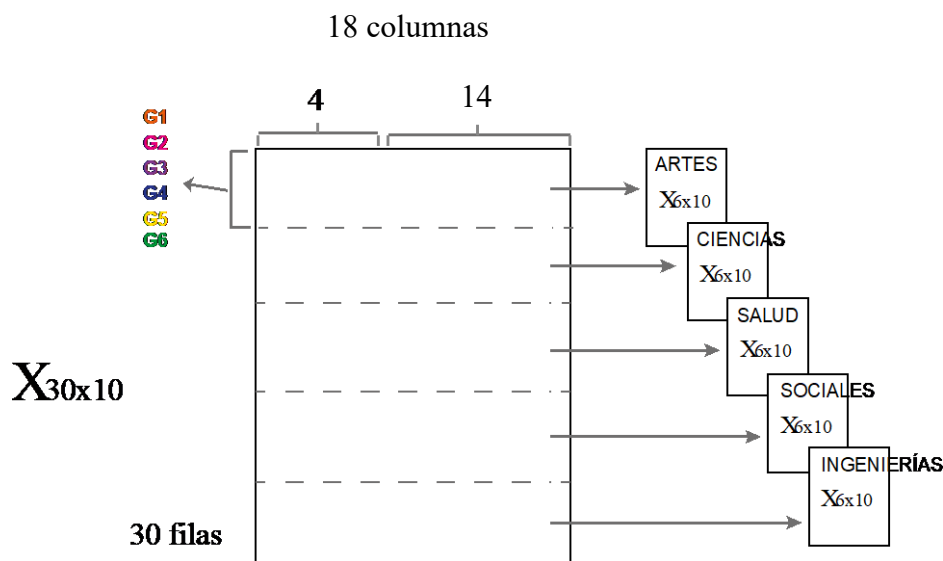 18 columnas
4 14
G1
G2
G3
G4
G5
G6
ARTES
X6x10
CIENCIAS
X6x10
SALUD
X6x10
X30x10
SOCIALES
X6x10
INGENIERÍAS
X6x10
30 filas